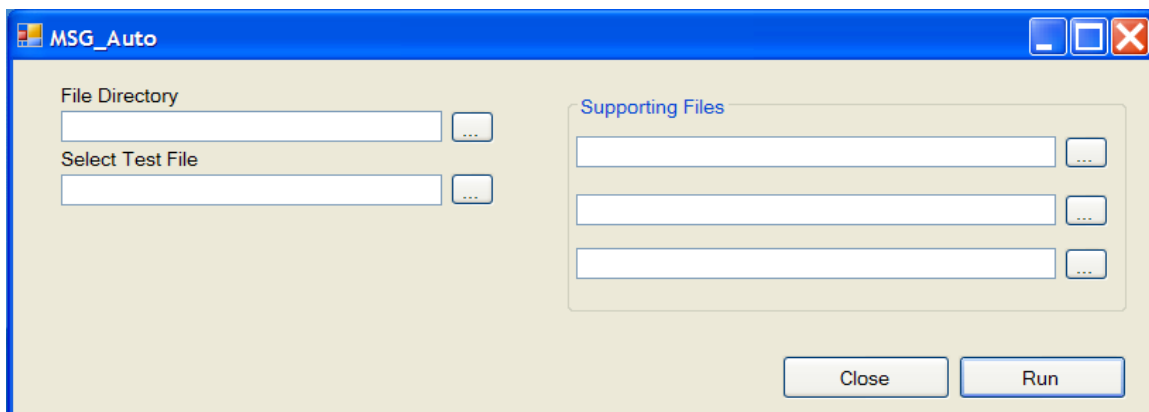 MSG_Auto
File Directory
...
Select Test File
...
Supporting Files
...
...
...
Close
Run